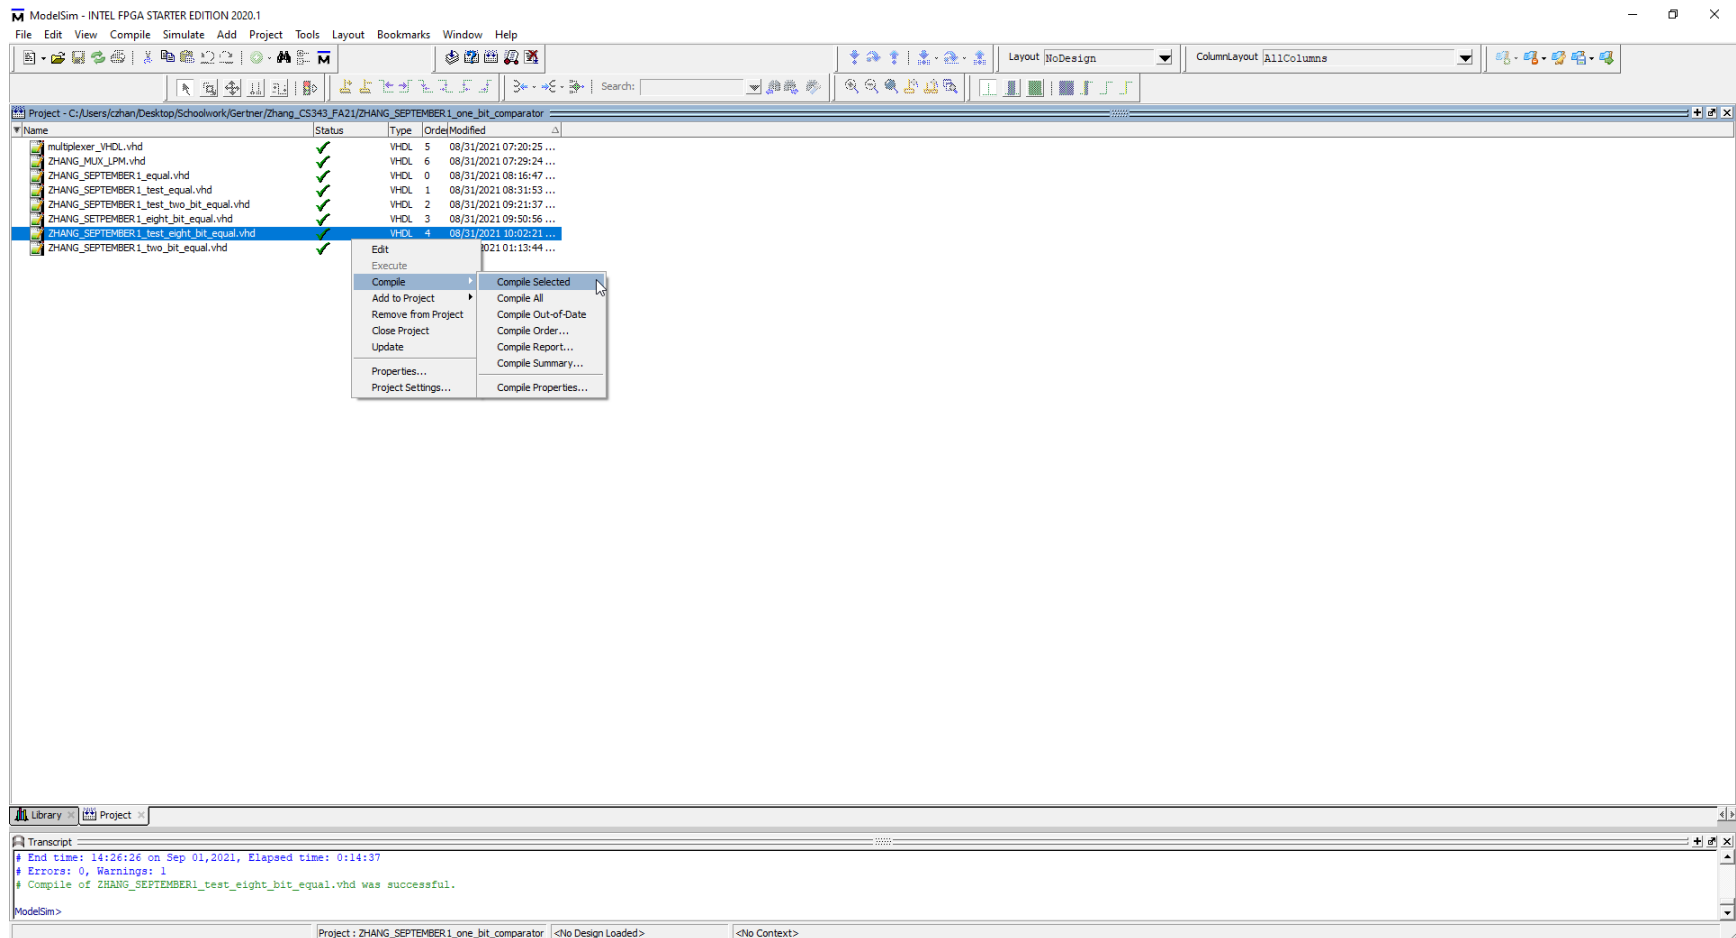 ModelSim - INTEL FPGA STARTER EDITION 2020.1
File Edit View Compile Simulate Add Project Tools Layout Bookmarks Window Help
Layout NoDesign ColumnLayout AllColumns
Search:
Project - C:/Users/czhan/Desktop/Schoolwork/Gertner/Zhang_CS343_FA21/ZHANG_SEPTEMBER1_one_bit_comparator
Name Status Type Order Modified
multiplexer_VHDL.vhd VHDL 5 08/31/2021 07:20:25 ...
ZHANG_MUX_LPM.vhd VHDL 6 08/31/2021 07:29:24 ...
ZHANG_SEPTEMBER1_equal.vhd VHDL 0 08/31/2021 08:16:47 ...
ZHANG_SEPTEMBER1_test_equal.vhd VHDL 1 08/31/2021 08:31:53 ...
ZHANG_SEPTEMBER1_test_two_bit_equal.vhd VHDL 2 08/31/2021 09:21:37 ...
ZHANG_SETPEMBER1_eight_bit_equal.vhd VHDL 3 08/31/2021 09:50:56 ...
ZHANG_SEPTEMBER1_test_eight_bit_equal.vhd VHDL 4 08/31/2021 10:02:21 ...
ZHANG_SEPTEMBER1_two_bit_equal.vhd 021 01:13:44 ...
Edit
Execute
Compile
Add to Project
Remove from Project
Close Project
Update
Properties...
Project Settings...
Compile Selected
Compile All
Compile Out-of-Date
Compile Order...
Compile Report...
Compile Summary...
Compile Properties...
Library Project
Transcript
# End time: 14:26:26 on Sep 01,2021, Elapsed time: 0:14:37
# Errors: 0, Warnings: 1
# Compile of ZHANG_SEPTEMBER1_test_eight_bit_equal.vhd was successful.
ModelSim>
Project : ZHANG_SEPTEMBER1_one_bit_comparator <No Design Loaded> <No Context>